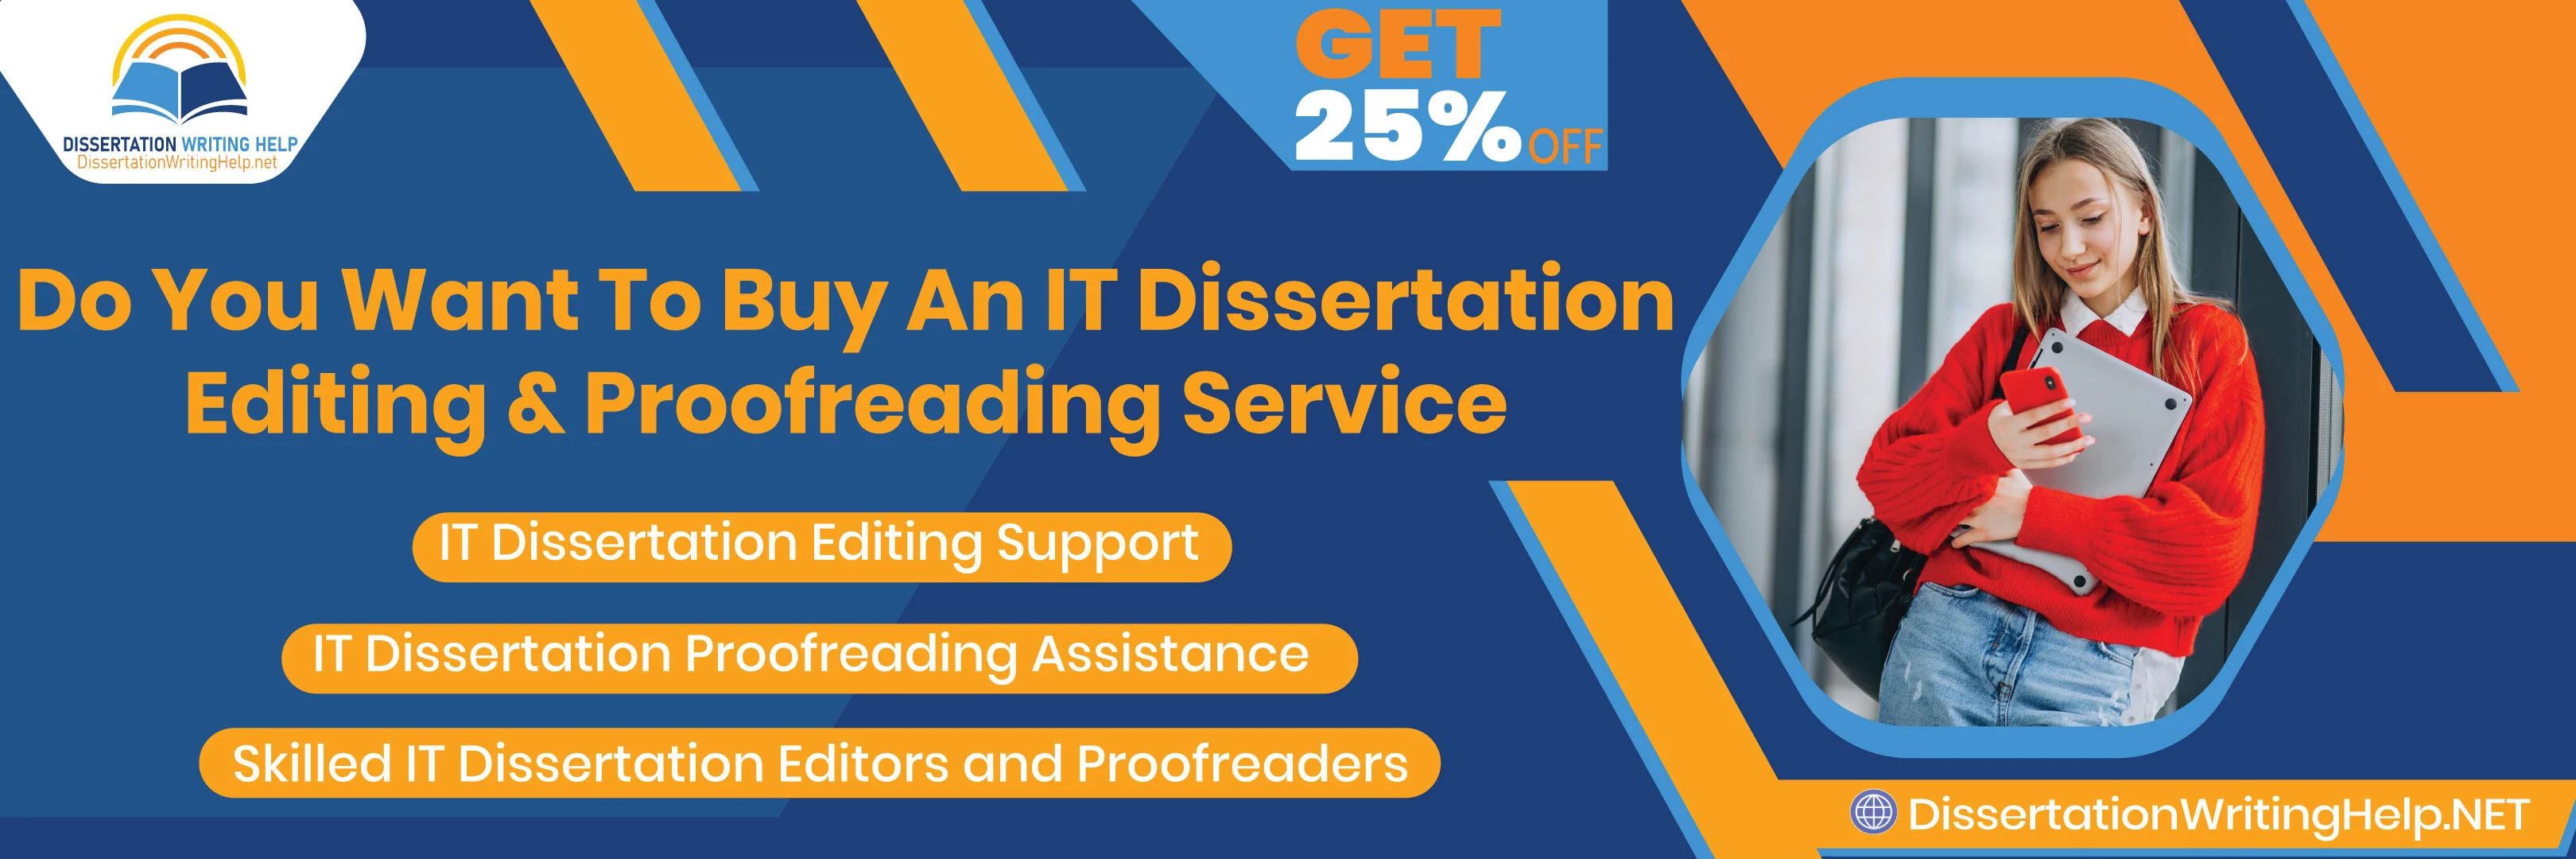 DISSERTATION WRITING HELP
DissertationWritingHelp.net
GET
25% OFF
Do You Want To Buy An IT Dissertation
Editing & Proofreading Service
IT Dissertation Editing Support
IT Dissertation Proofreading Assistance
Skilled IT Dissertation Editors and Proofreaders
DissertationWritingHelp.NET